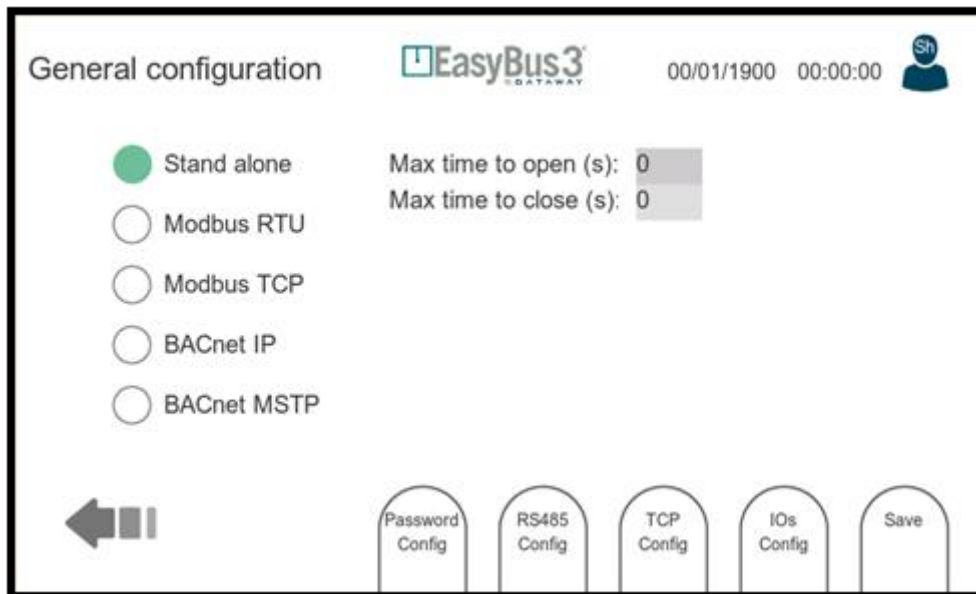 General configuration
EasyBus3
DATAWAY
00/01/1900 00:00:00
Sh
Stand alone
Modbus RTU
Modbus TCP
BACnet IP
BACnet MSTP
Max time to open (s): 0
Max time to close (s): 0
Password
Config
RS485
Config
TCP
Config
IOs
Config
Save